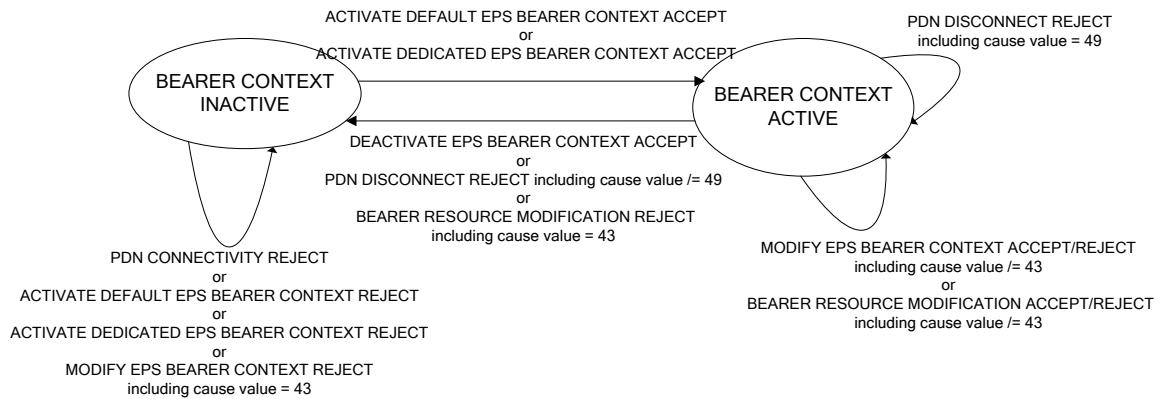 ACTIVATE DEFAULT EPS BEARER CONTEXT ACCEPT
or
ACTIVATE DEDICATED EPS BEARER CONTEXT ACCEPT
PDN DISCONNECT REJECT
including cause value = 49
BEARER CONTEXT
INACTIVE
BEARER CONTEXT
ACTIVE
DEACTIVATE EPS BEARER CONTEXT ACCEPT
or
PDN DISCONNECT REJECT including cause value /= 49
or
BEARER RESOURCE MODIFICATION REJECT
including cause value = 43
PDN CONNECTIVITY REJECT
or
ACTIVATE DEFAULT EPS BEARER CONTEXT REJECT
or
ACTIVATE DEDICATED EPS BEARER CONTEXT REJECT
or
MODIFY EPS BEARER CONTEXT REJECT
including cause value = 43
MODIFY EPS BEARER CONTEXT ACCEPT/REJECT
including cause value /= 43
or
BEARER RESOURCE MODIFICATION ACCEPT/REJECT
including cause value /= 43